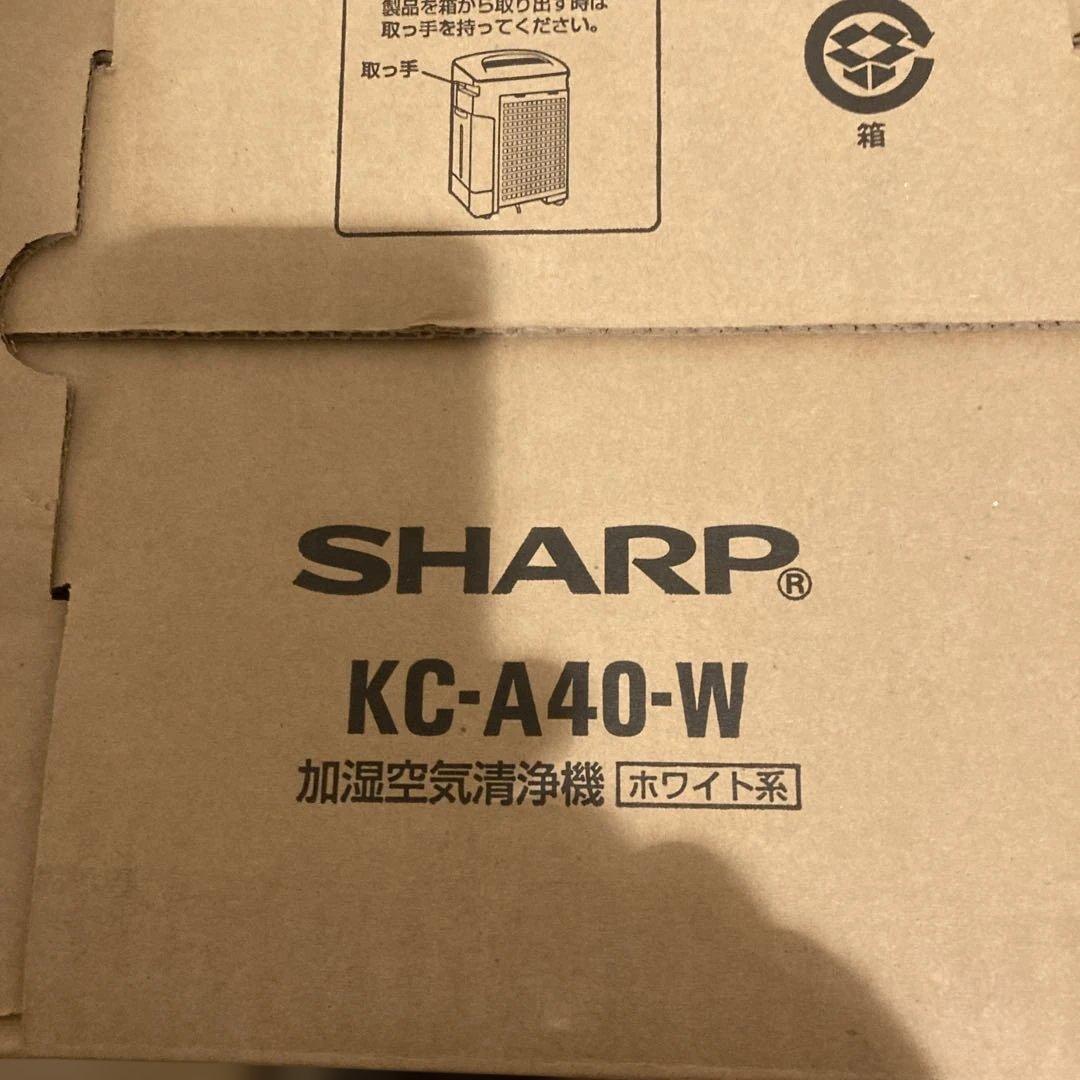 製品を箱から取り出す時は
取っ手を持ってください。
取っ手
箱
SHARP®
KC-A40-W
加湿空気清浄機 ホワイト系